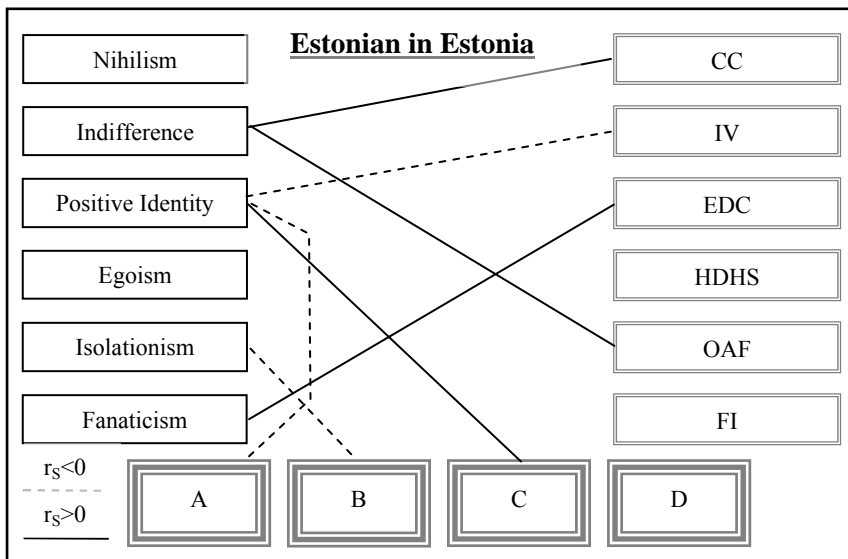 Estonian in Estonia
Nihilism
Indifference
Positive Identity
Egoism
Isolationism
Fanaticism
CC
IV
EDC
HDHS
OAF
FI
rS<0
rS>0
A
B
C
D